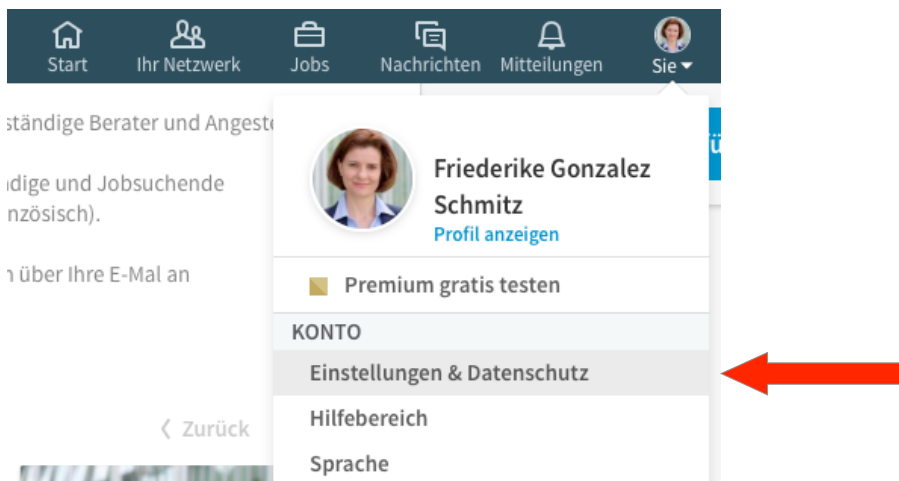 Start Ihr Netzwerk Jobs Nachrichten Mitteilungen Sie
ständige Berater und Angeste
Friederike Gonzalez
Schmitz
Profil anzeigen
dige und Jobsuchende
nzösisch).
über Ihre E-Mal an
Premium gratis testen
KONTO
Einstellungen & Datenschutz
Hilfebereich
Zurück
Sprache